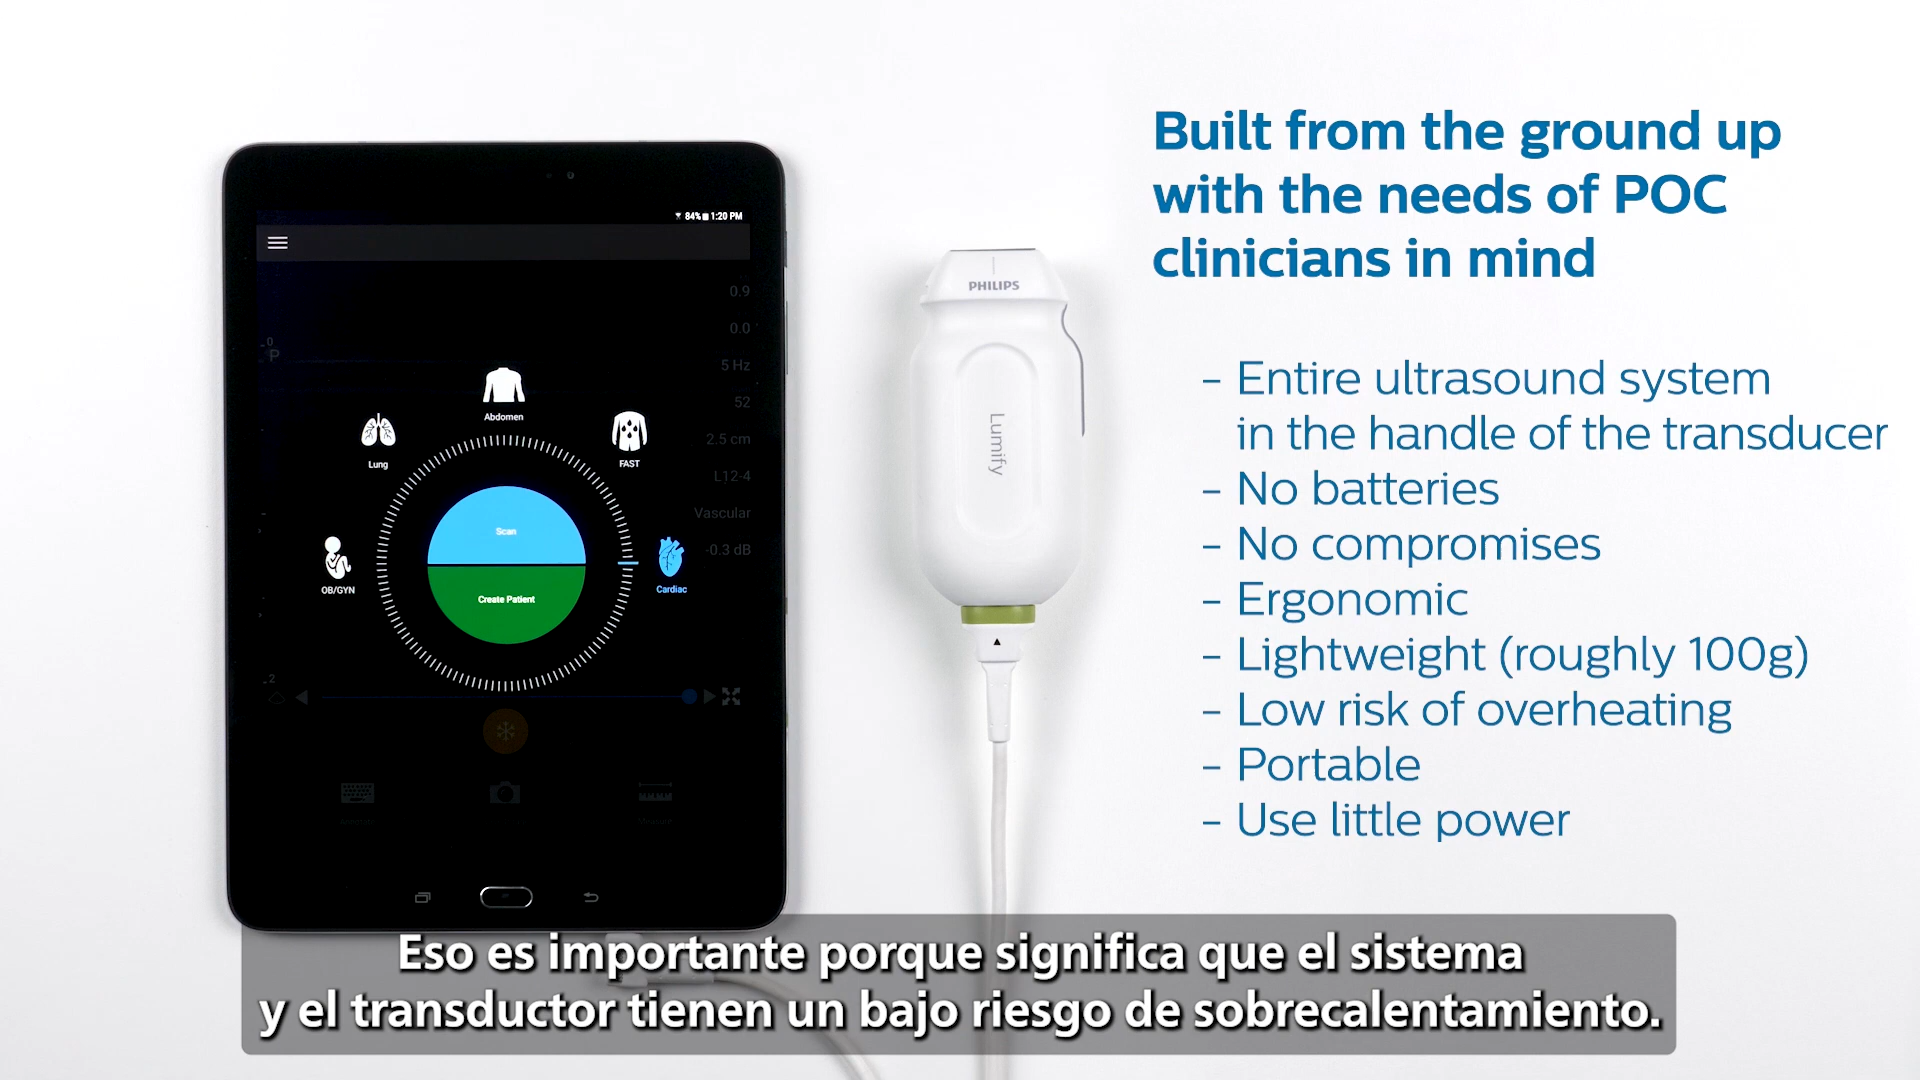 84% 1:20 PM
0.9
0.0
P
5 Hz
52
2.5 cm
L12-4
Vascular
-0.3 dB
Abdomen
Lung
FAST
OB/GYN
Cardiac
Scan
Create Patient
2
PHILIPS
Lumify
Built from the ground up
with the needs of POC
clinicians in mind
- Entire ultrasound system
in the handle of the transducer
- No batteries
- No compromises
- Ergonomic
- Lightweight (roughly 100g)
- Low risk of overheating
- Portable
- Use little power
Eso es importante porque significa que el sistema
y el transductor tienen un bajo riesgo de sobrecalentamiento.